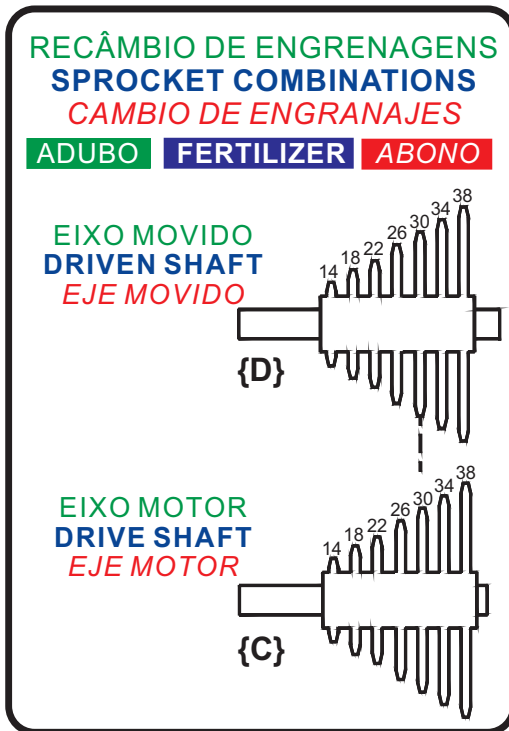 RECÂMBIO DE ENGRENAGENS
SPROCKET COMBINATIONS
CAMBIO DE ENGRANAJES
ADUBO FERTILIZER ABONO
EIXO MOVIDO
DRIVEN SHAFT
EJE MOVIDO
14 18 22 26 30 34 38
{D}
EIXO MOTOR
DRIVE SHAFT
EJE MOTOR
14 18 22 26 30 34 38
{C}